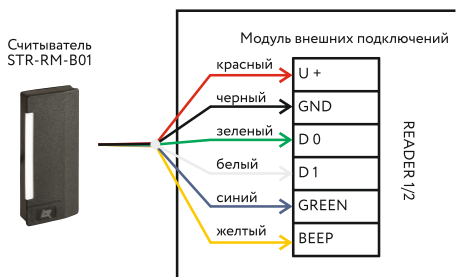 Считыватель
STR-RM-B01
Модуль внешних подключений
красный
U +
черный
GND
зеленый
D 0
белый
D 1
синий
GREEN
желтый
BEEP
READER 1/2